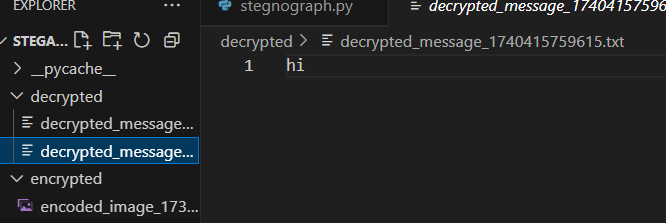 EXPLORER
STEGA...
__pycache__
decrypted
decrypted_message...
decrypted_message...
encrypted
encoded_image_173...
stegnograph.py
decrypted_message_1740415759
decrypted > decrypted_message_1740415759615.txt
1 hi